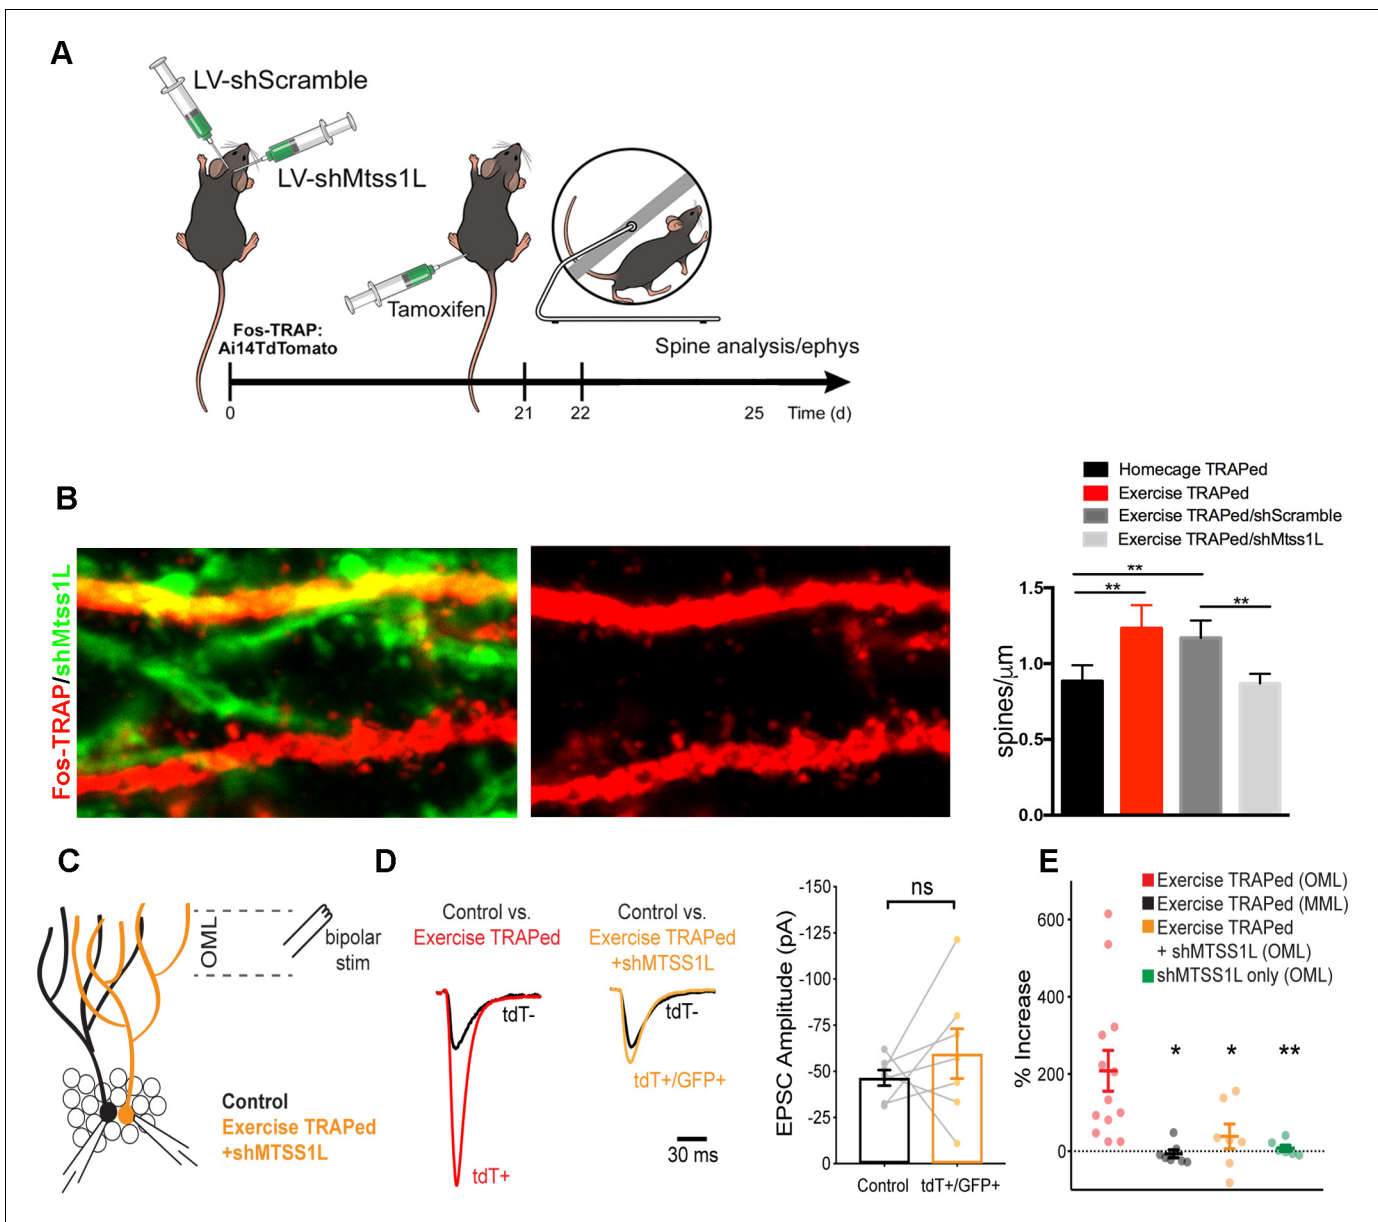 A
LV-shScramble
LV-shMtss1L
Tamoxifen
Fos-TRAP:
Ai14TdTomato
Spine analysis/ephys
0
21
22
25
Time (d)
B
Fos-TRAP/shMtss1L
Homecage TRAPed
Exercise TRAPed
Exercise TRAPed/shScramble
Exercise TRAPed/shMtss1L
**
**
**
1.5
1.0
0.5
0.0
spines/μm
C
OML
bipolar
stim
Control
Exercise TRAPed
+shMTSS1L
D
Control vs.
Exercise TRAPed
tdT-
tdT+
Control vs.
Exercise TRAPed
+shMTSS1L
tdT-
tdT+/GFP+
30 ms
EPSC Amplitude (pA)
-150
-125
-100
-75
-50
-25
0
ns
Control
tdT+/GFP+
E
Exercise TRAPed (OML)
Exercise TRAPed (MML)
Exercise TRAPed
+ shMTSS1L (OML)
shMTSS1L only (OML)
% Increase
600
400
200
0
*
*
**